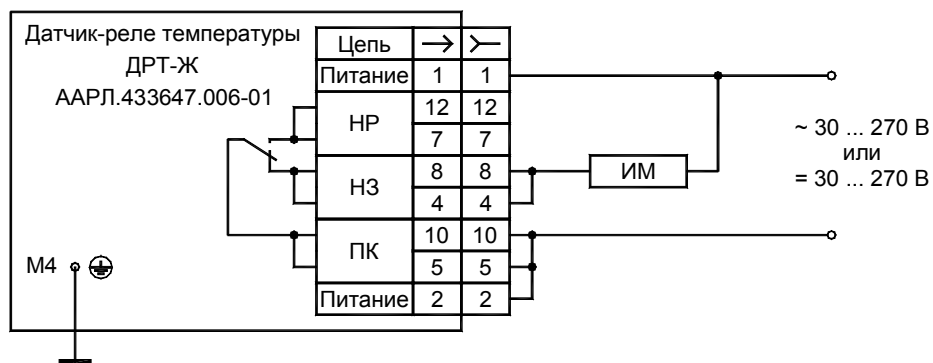 Датчик-реле температуры
ДРТ-Ж
ААРЛ.433647.006-01
Цепь
Питание 1 1
НР 12 12
7 7
НЗ 8 8
4 4
ПК 10 10
5 5
Питание 2 2
ИМ
~ 30 ... 270 В
или
= 30 ... 270 В
М4